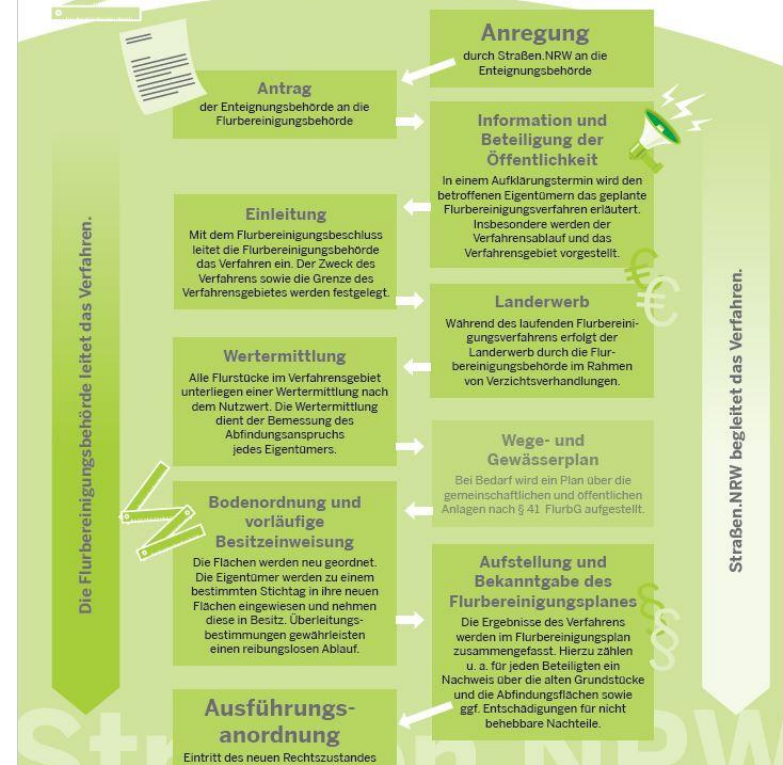 Anregung
durch Straßen.NRW an die
Enteignungsbehörde
Antrag
der Enteignungsbehörde an die
Flurbereinigungsbehörde
Information und
Beteiligung der
Öffentlichkeit
In einem Aufklärungstermin wird den
betroffenen Eigentümern das geplante
Flurbereinigungsverfahren erläutert.
Insbesondere werden der
Verfahrensablauf und das
Verfahrensgebiet vorgestellt.
Einleitung
Mit dem Flurbereinigungsbeschluss
leitet die Flurbereinigungsbehörde
das Verfahren ein. Der Zweck des
Verfahrens sowie die Grenze des
Verfahrensgebietes werden festgelegt.
Landerwerb
Während des laufenden Flurbereini-
gungsverfahrens erfolgt der
Landerwerb durch die Flur-
bereinigungsbehörde im Rahmen
von Verzichtsverhandlungen.
Wertermittlung
Alle Flurstücke im Verfahrensgebiet
unterliegen einer Wertermittlung nach
dem Nutzwert. Die Wertermittlung
dient der Bemessung des
Abfindungsanspruchs
jedes Eigentümers.
Wege- und
Gewässerplan
Bei Bedarf wird ein Plan über die
gemeinschaftlichen und öffentlichen
Anlagen nach § 41 FlurbG aufgestellt.
Bodenordnung und
vorläufige
Besitzeinweisung
Die Flächen werden neu geordnet.
Die Eigentümer werden zu einem
bestimmten Stichtag in ihre neuen
Flächen eingewiesen und nehmen
diese in Besitz. Überleitungs-
bestimmungen gewährleisten
einen reibungslosen Ablauf.
Aufstellung und
Bekanntgabe des
Flurbereinigungsplanes
Die Ergebnisse des Verfahrens
werden im Flurbereinigungsplan
zusammengefasst. Hierzu zählen
u. a. für jeden Beteiligten ein
Nachweis über die alten Grundstücke
und die Abfindungsflächen sowie
ggf. Entschädigungen für nicht
behebbare Nachteile.
Ausführungs-
anordnung
Eintritt des neuen Rechtszustandes
Die Flurbereinigungsbehörde leitet das Verfahren.
Straßen.NRW begleitet das Verfahren.
€
€
§
§